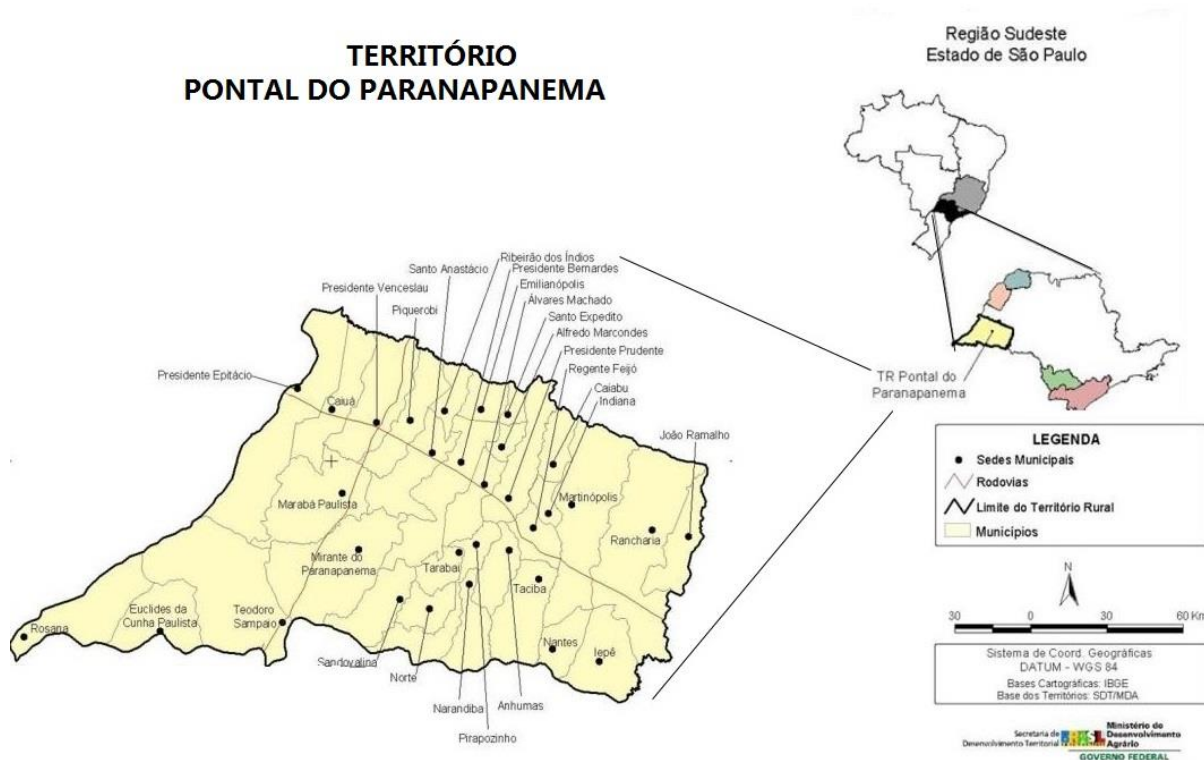 TERRITÓRIO
PONTAL DO PARANAPANEMA
Região Sudeste
Estado de São Paulo
TR Pontal do
Paranapanema
Ribeirão dos Índios
Santo Anastácio
Presidente Bernardes
Emilianópolis
Presidente Venceslau
Álvares Machado
Piquerobi
Santo Expedito
Alfredo Marcondes
Presidente Prudente
Regente Feijó
Presidente Epitácio
Caiabu
Indiana
Caiuá
João Ramalho
Marabá Paulista
Martinópolis
Rancharia
Mirante do
Paranapanema
Tarabai
Taciba
Euclides da
Cunha Paulista
Teodoro
Sampaio
Rosana
Sandovalina
Nantes
Iepê
Norte
Narandiba
Anhumas
Pirapozinho
LEGENDA
Sedes Municipais
Rodovias
Limite do Território Rural
Municípios
N
30 0 30 60 Km
Sistema de Coord. Geográficas
DATUM - WGS 84
Bases Cartográficas: IBGE
Base dos Territórios: SDT/MDA
Secretaria de
Desenvolvimento Territorial
BRASIL
Ministério do
Desenvolvimento
Agrário
GOVERNO FEDERAL